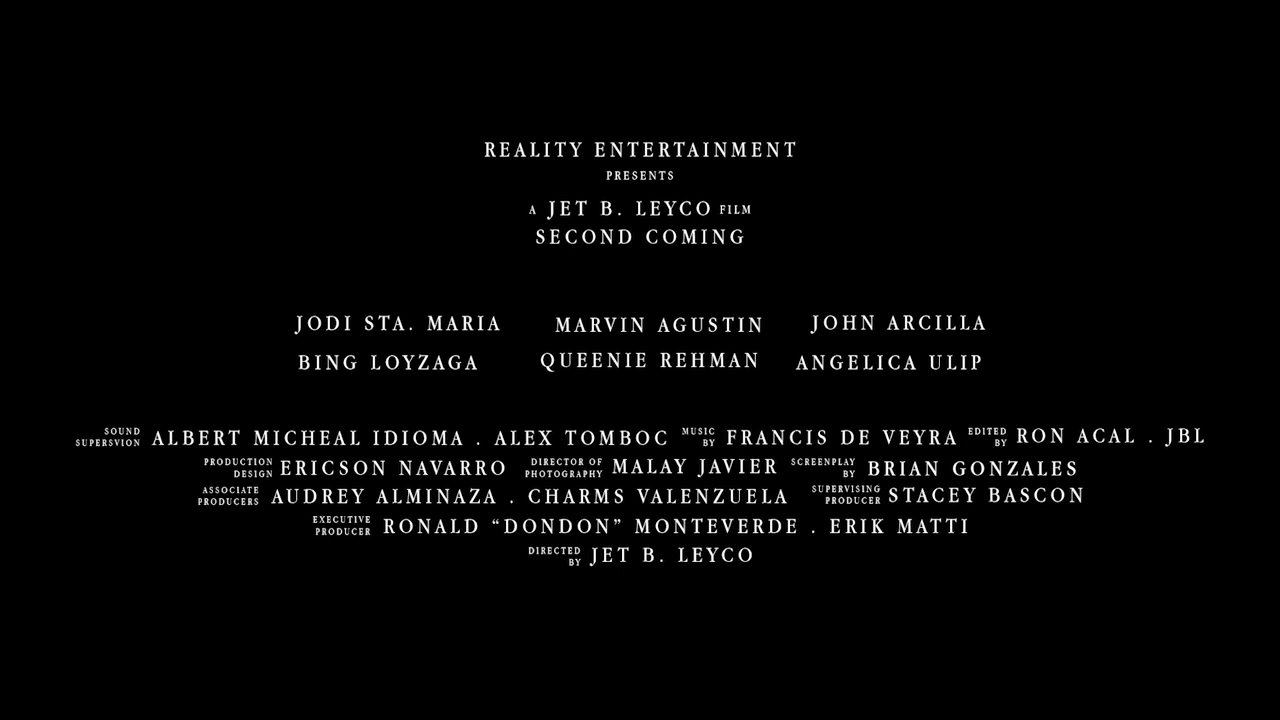 REALITY ENTERTAINMENT
PRESENTS
A JET B. LEYCO FILM
SECOND COMING
JODI STA. MARIA MARVIN AGUSTIN JOHN ARCILLA
BING LOYZAGA QUEENIE REHMAN ANGELICA ULIP
SOUND SUPERSVION ALBERT MICHEAL IDIOMA . ALEX TOMBOC MUSIC BY FRANCIS DE VEYRA EDITED BY RON ACAL . JBL
PRODUCTION DESIGN ERICSON NAVARRO DIRECTOR OF PHOTOGRAPHY MALAY JAVIER SCREENPLAY BY BRIAN GONZALES
ASSOCIATE PRODUCERS AUDREY ALMINAZA . CHARMS VALENZUELA SUPERVISING PRODUCER STACEY BASCON
EXECUTIVE PRODUCER RONALD “DONDON” MONTEVERDE . ERIK MATTI
DIRECTED BY JET B. LEYCO